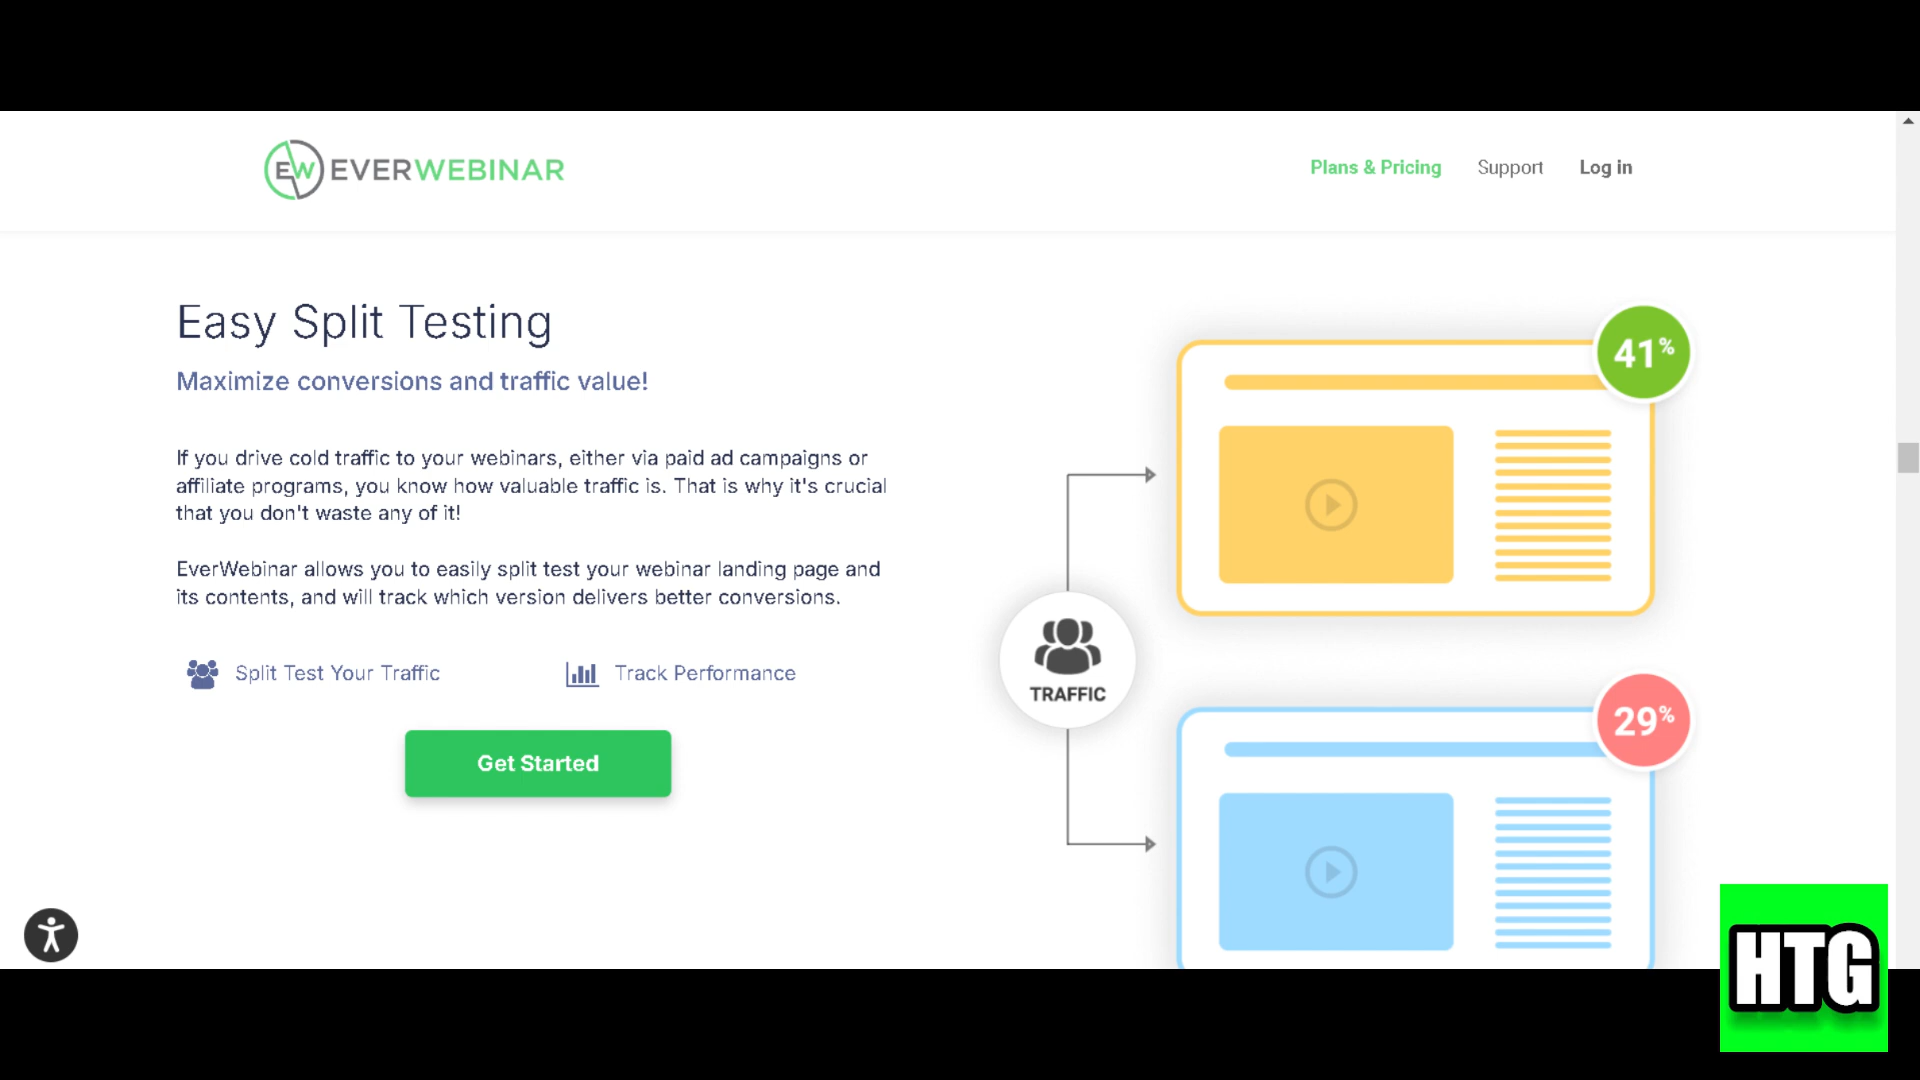 EW EVERWEBINAR
Plans & Pricing
Support
Log in
Easy Split Testing
Maximize conversions and traffic value!
If you drive cold traffic to your webinars, either via paid ad campaigns or
affiliate programs, you know how valuable traffic is. That is why it's crucial
that you don't waste any of it!
EverWebinar allows you to easily split test your webinar landing page and
its contents, and will track which version delivers better conversions.
Split Test Your Traffic
Track Performance
Get Started
TRAFFIC
41%
29%
HTG